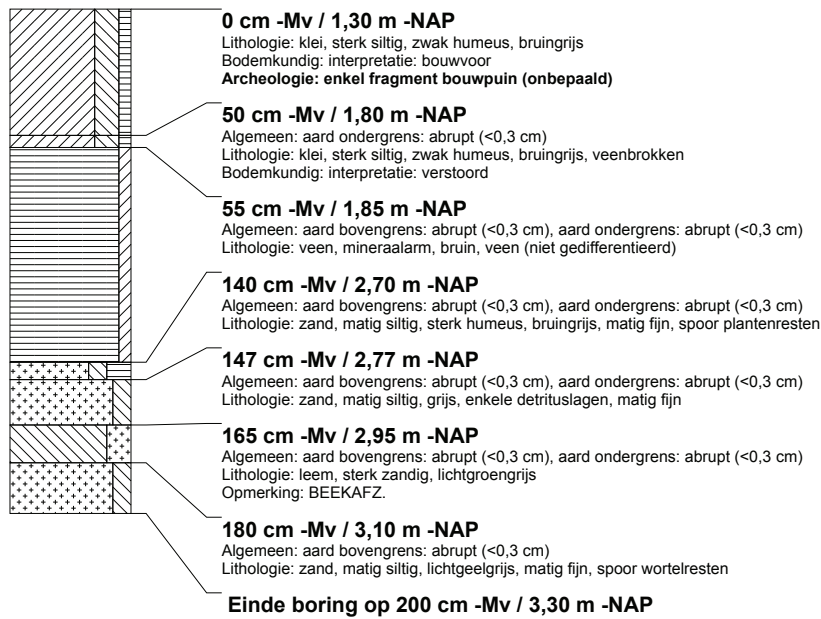 0 cm -Mv / 1,30 m -NAP
Lithologie: klei, sterk siltig, zwak humeus, bruingrijs
Bodemkundig: interpretatie: bouwvoor
Archeologie: enkel fragment bouwpuin (onbepaald)
50 cm -Mv / 1,80 m -NAP
Algemeen: aard ondergrens: abrupt (<0,3 cm)
Lithologie: klei, sterk siltig, zwak humeus, bruingrijs, veenbrokken
Bodemkundig: interpretatie: verstoord
55 cm -Mv / 1,85 m -NAP
Algemeen: aard bovengrens: abrupt (<0,3 cm), aard ondergrens: abrupt (<0,3 cm)
Lithologie: veen, mineraalarm, bruin, veen (niet gedifferentieerd)
140 cm -Mv / 2,70 m -NAP
Algemeen: aard bovengrens: abrupt (<0,3 cm), aard ondergrens: abrupt (<0,3 cm)
Lithologie: zand, matig siltig, sterk humeus, bruingrijs, matig fijn, spoor plantenresten
147 cm -Mv / 2,77 m -NAP
Algemeen: aard bovengrens: abrupt (<0,3 cm), aard ondergrens: abrupt (<0,3 cm)
Lithologie: zand, matig siltig, grijs, enkele detrituslagen, matig fijn
165 cm -Mv / 2,95 m -NAP
Algemeen: aard bovengrens: abrupt (<0,3 cm), aard ondergrens: abrupt (<0,3 cm)
Lithologie: leem, sterk zandig, lichtgroengrijs
Opmerking: BEEKAFZ.
180 cm -Mv / 3,10 m -NAP
Algemeen: aard bovengrens: abrupt (<0,3 cm)
Lithologie: zand, matig siltig, lichtgeelgrijs, matig fijn, spoor wortelresten
Einde boring op 200 cm -Mv / 3,30 m -NAP